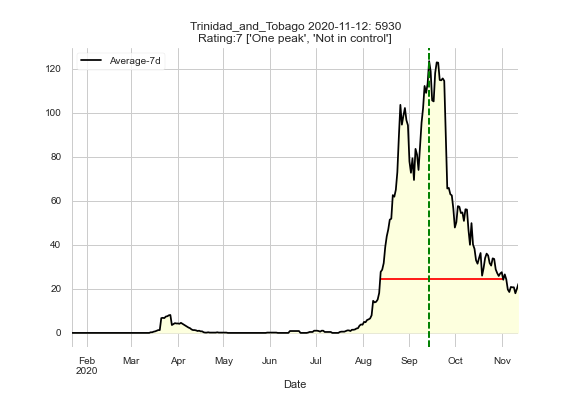 Trinidad_and_Tobago 2020-11-12: 5930
Rating:7 ['One peak', 'Not in control']
Average-7d
120
100
80
60
40
20
0
Feb Mar Apr May Jun Jul Aug Sep Oct Nov
2020
Date